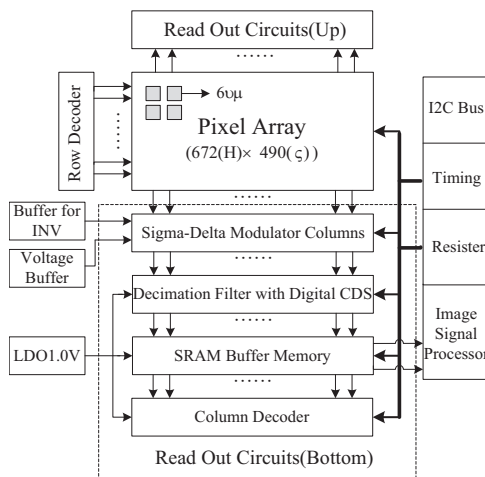 Read Out Circuits(Up)
......
Row Decoder
......
6υμ
Pixel Array
(672(H)× 490(ς))
......
I2C Bus
Timing
Resister
Image
Signal
Processor
Buffer for
INV
Voltage
Buffer
Sigma-Delta Modulator Columns
......
Decimation Filter with Digital CDS
......
LDO1.0V
SRAM Buffer Memory
......
Column Decoder
Read Out Circuits(Bottom)